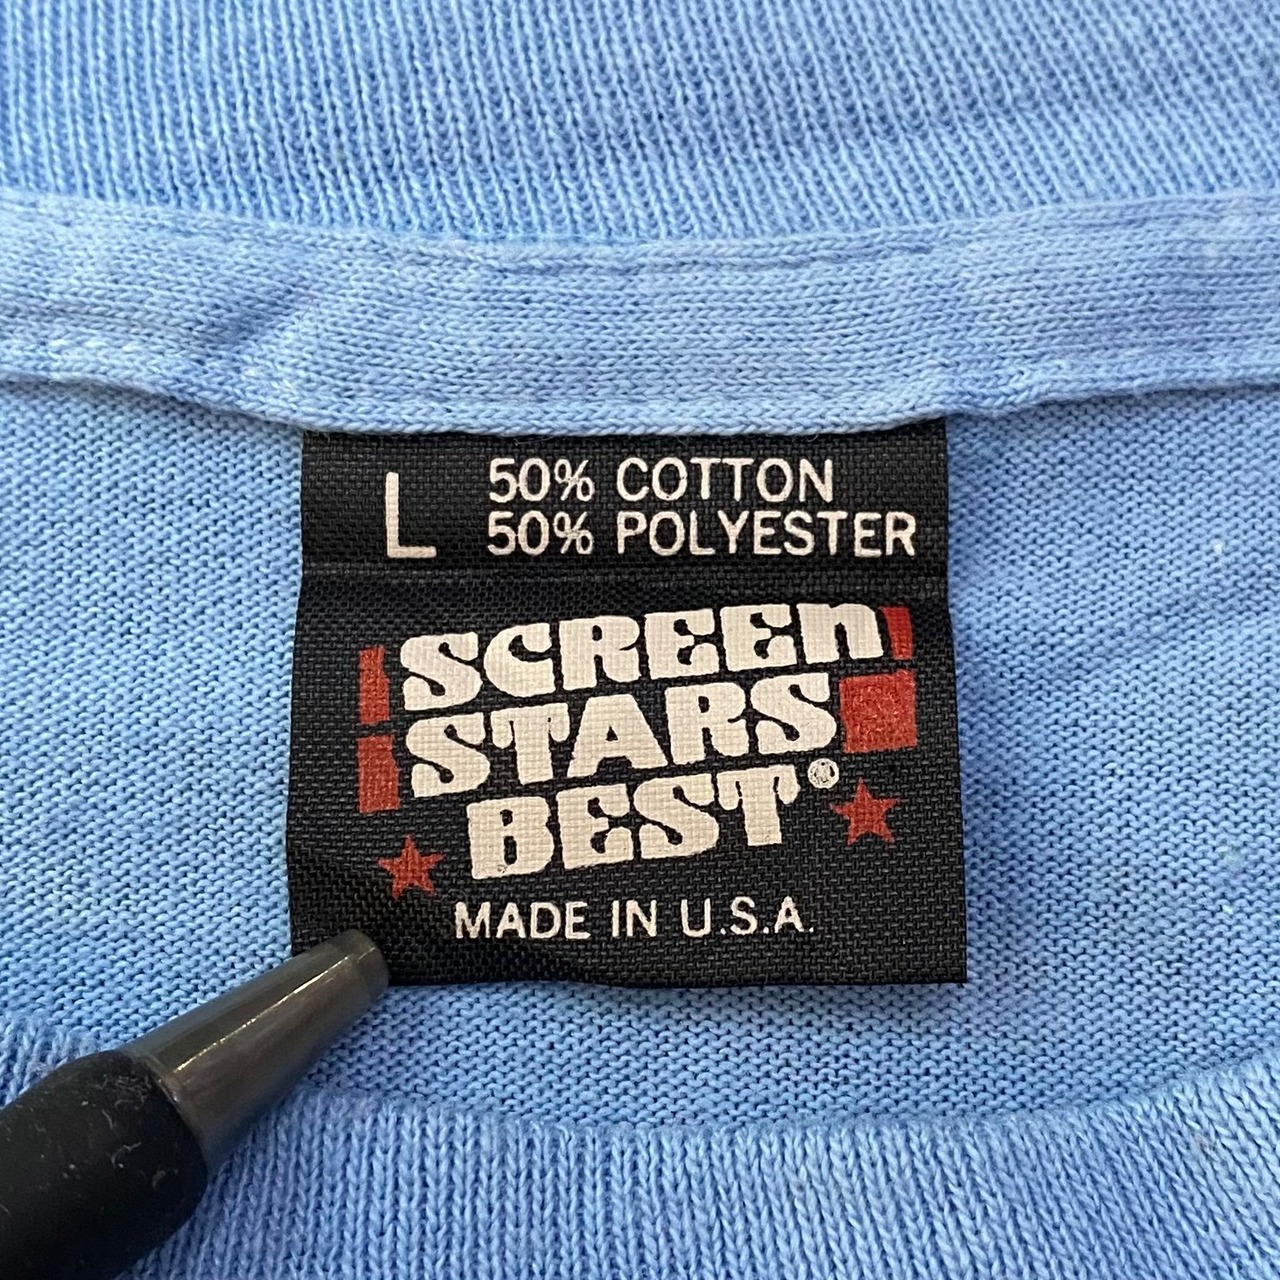 L 50% COTTON
50% POLYESTER
SCREEn
STARS
BEST®
MADE IN U.S.A.